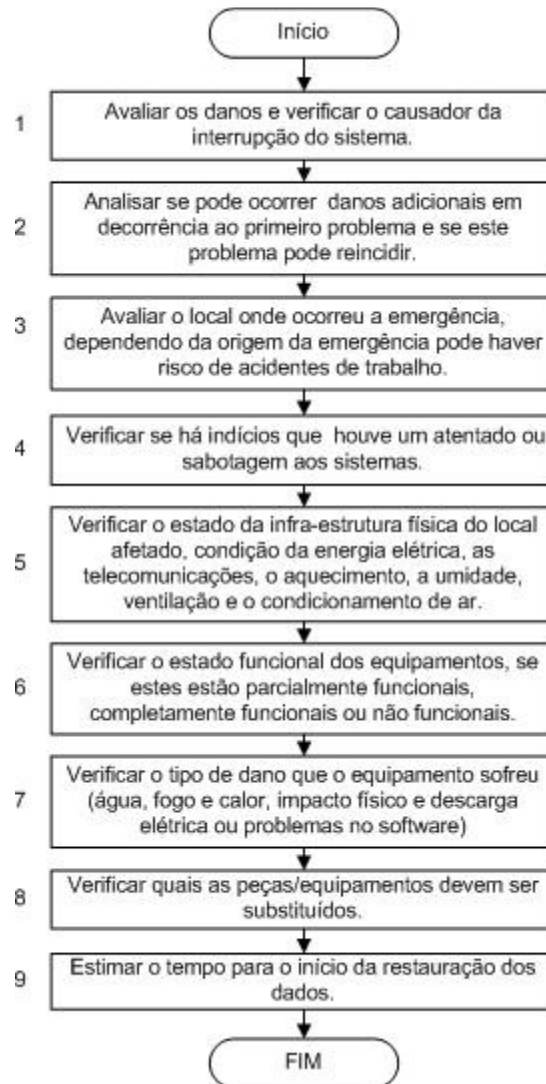 Início
1
Avaliar os danos e verificar o causador da
interrupção do sistema.
2
Analisar se pode ocorrer danos adicionais em
decorrência ao primeiro problema e se este
problema pode reincidir.
3
Avaliar o local onde ocorreu a emergência,
dependendo da origem da emergência pode haver
risco de acidentes de trabalho.
4
Verificar se há indícios que houve um atentado ou
sabotagem aos sistemas.
5
Verificar o estado da infra-estrutura física do local
afetado, condição da energia elétrica, as
telecomunicações, o aquecimento, a umidade,
ventilação e o condicionamento de ar.
6
Verificar o estado funcional dos equipamentos, se
estes estão parcialmente funcionais,
completamente funcionais ou não funcionais.
7
Verificar o tipo de dano que o equipamento sofreu
(água, fogo e calor, impacto físico e descarga
elétrica ou problemas no software)
8
Verificar quais as peças/equipamentos devem ser
substituídos.
9
Estimar o tempo para o início da restauração dos
dados.
FIM